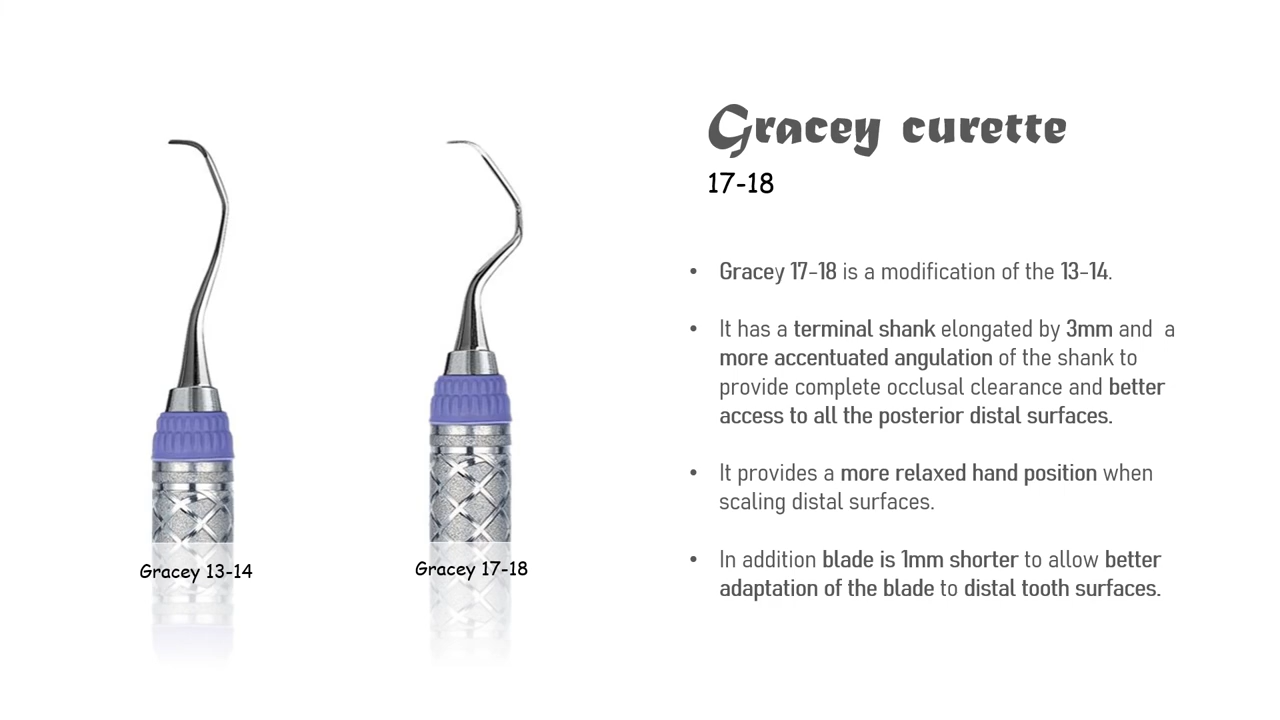 Gracey curette
17-18
• Gracey 17-18 is a modification of the 13-14.
• It has a terminal shank elongated by 3mm and a
more accentuated angulation of the shank to
provide complete occlusal clearance and better
access to all the posterior distal surfaces.
• It provides a more relaxed hand position when
scaling distal surfaces.
• In addition blade is 1mm shorter to allow better
adaptation of the blade to distal tooth surfaces.
Gracey 13-14
Gracey 17-18